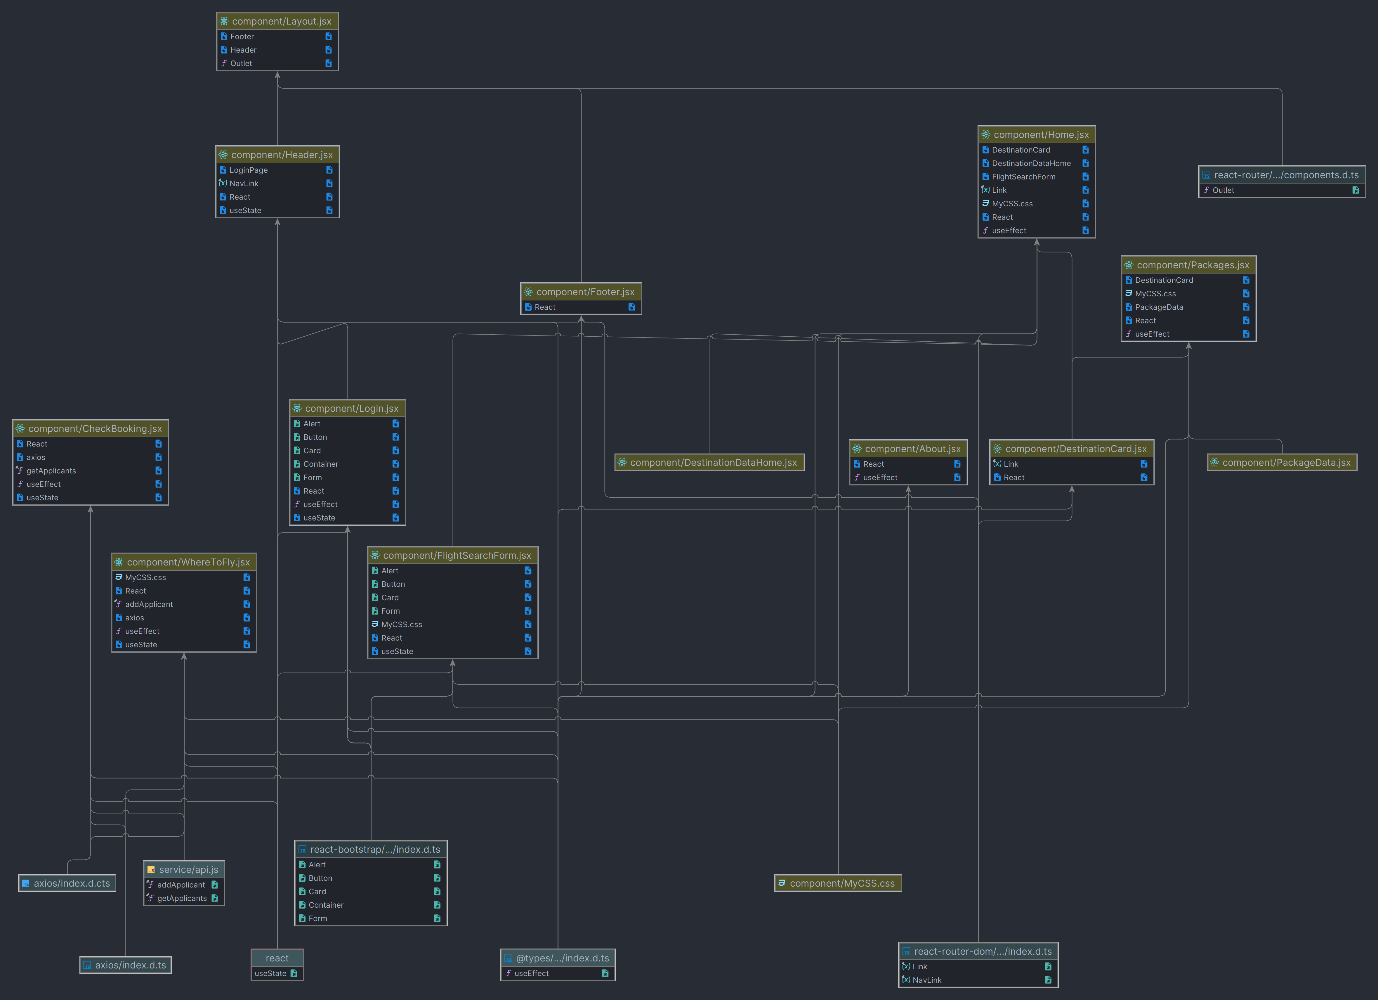 component/Layout.jsx
Footer
Header
Outlet
component/Header.jsx
LoginPage
NavLink
React
useState
component/Home.jsx
DestinationCard
DestinationDataHome
FlightSearchForm
Link
MyCSS.css
React
useEffect
react-router/.../components.d.ts
Outlet
component/Packages.jsx
DestinationCard
MyCSS.css
PackageData
React
useEffect
component/Footer.jsx
React
component/CheckBooking.jsx
React
axios
getApplicants
useEffect
useState
component/LogIn.jsx
Alert
Button
Card
Container
Form
React
useEffect
useState
component/DestinationDataHome.jsx
component/About.jsx
React
useEffect
component/DestinationCard.jsx
Link
React
component/PackageData.jsx
component/WhereToFly.jsx
MyCSS.css
React
addApplicant
axios
useEffect
useState
component/FlightSearchForm.jsx
Alert
Button
Card
Form
MyCSS.css
React
useState
react-bootstrap/.../index.d.ts
Alert
Button
Card
Container
Form
axios/index.d.cts
service/api.js
addApplicant
getApplicants
component/MyCSS.css
axios/index.d.ts
react
useState
@types/.../index.d.ts
useEffect
react-router-dom/.../index.d.ts
Link
NavLink